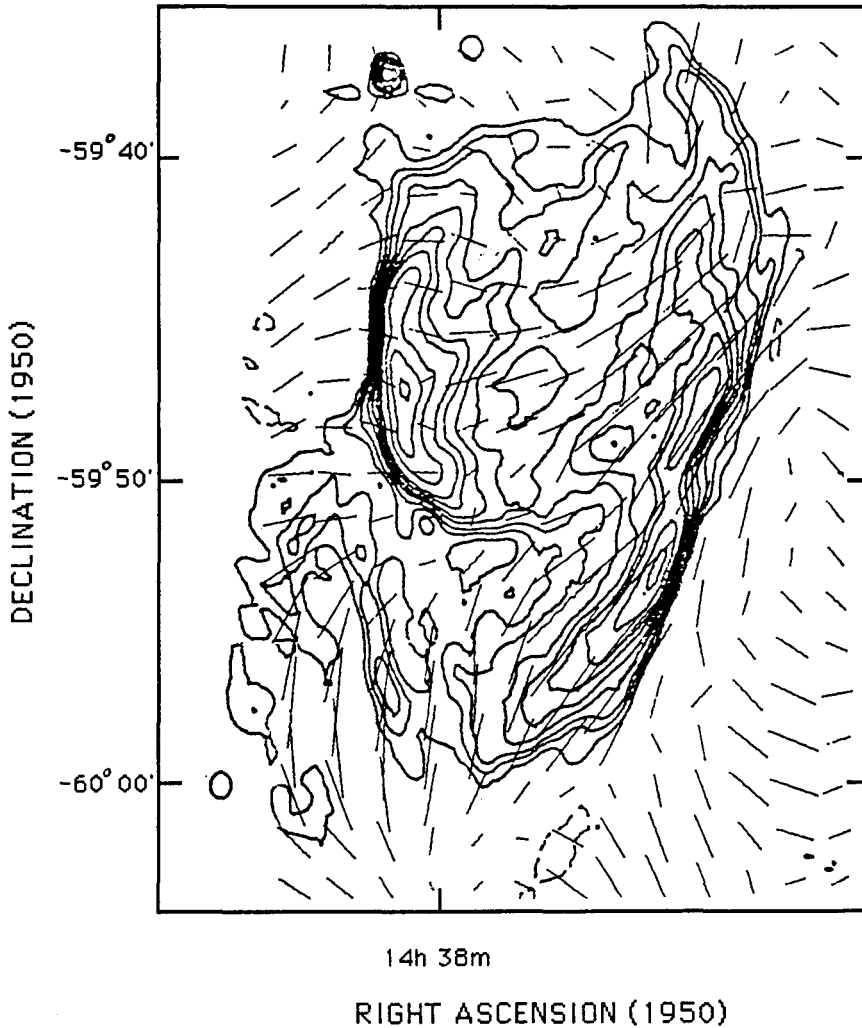 -59°40'
-59°50'
-60°00'
DECLINATION (1950)
14h 38m
RIGHT ASCENSION (1950)